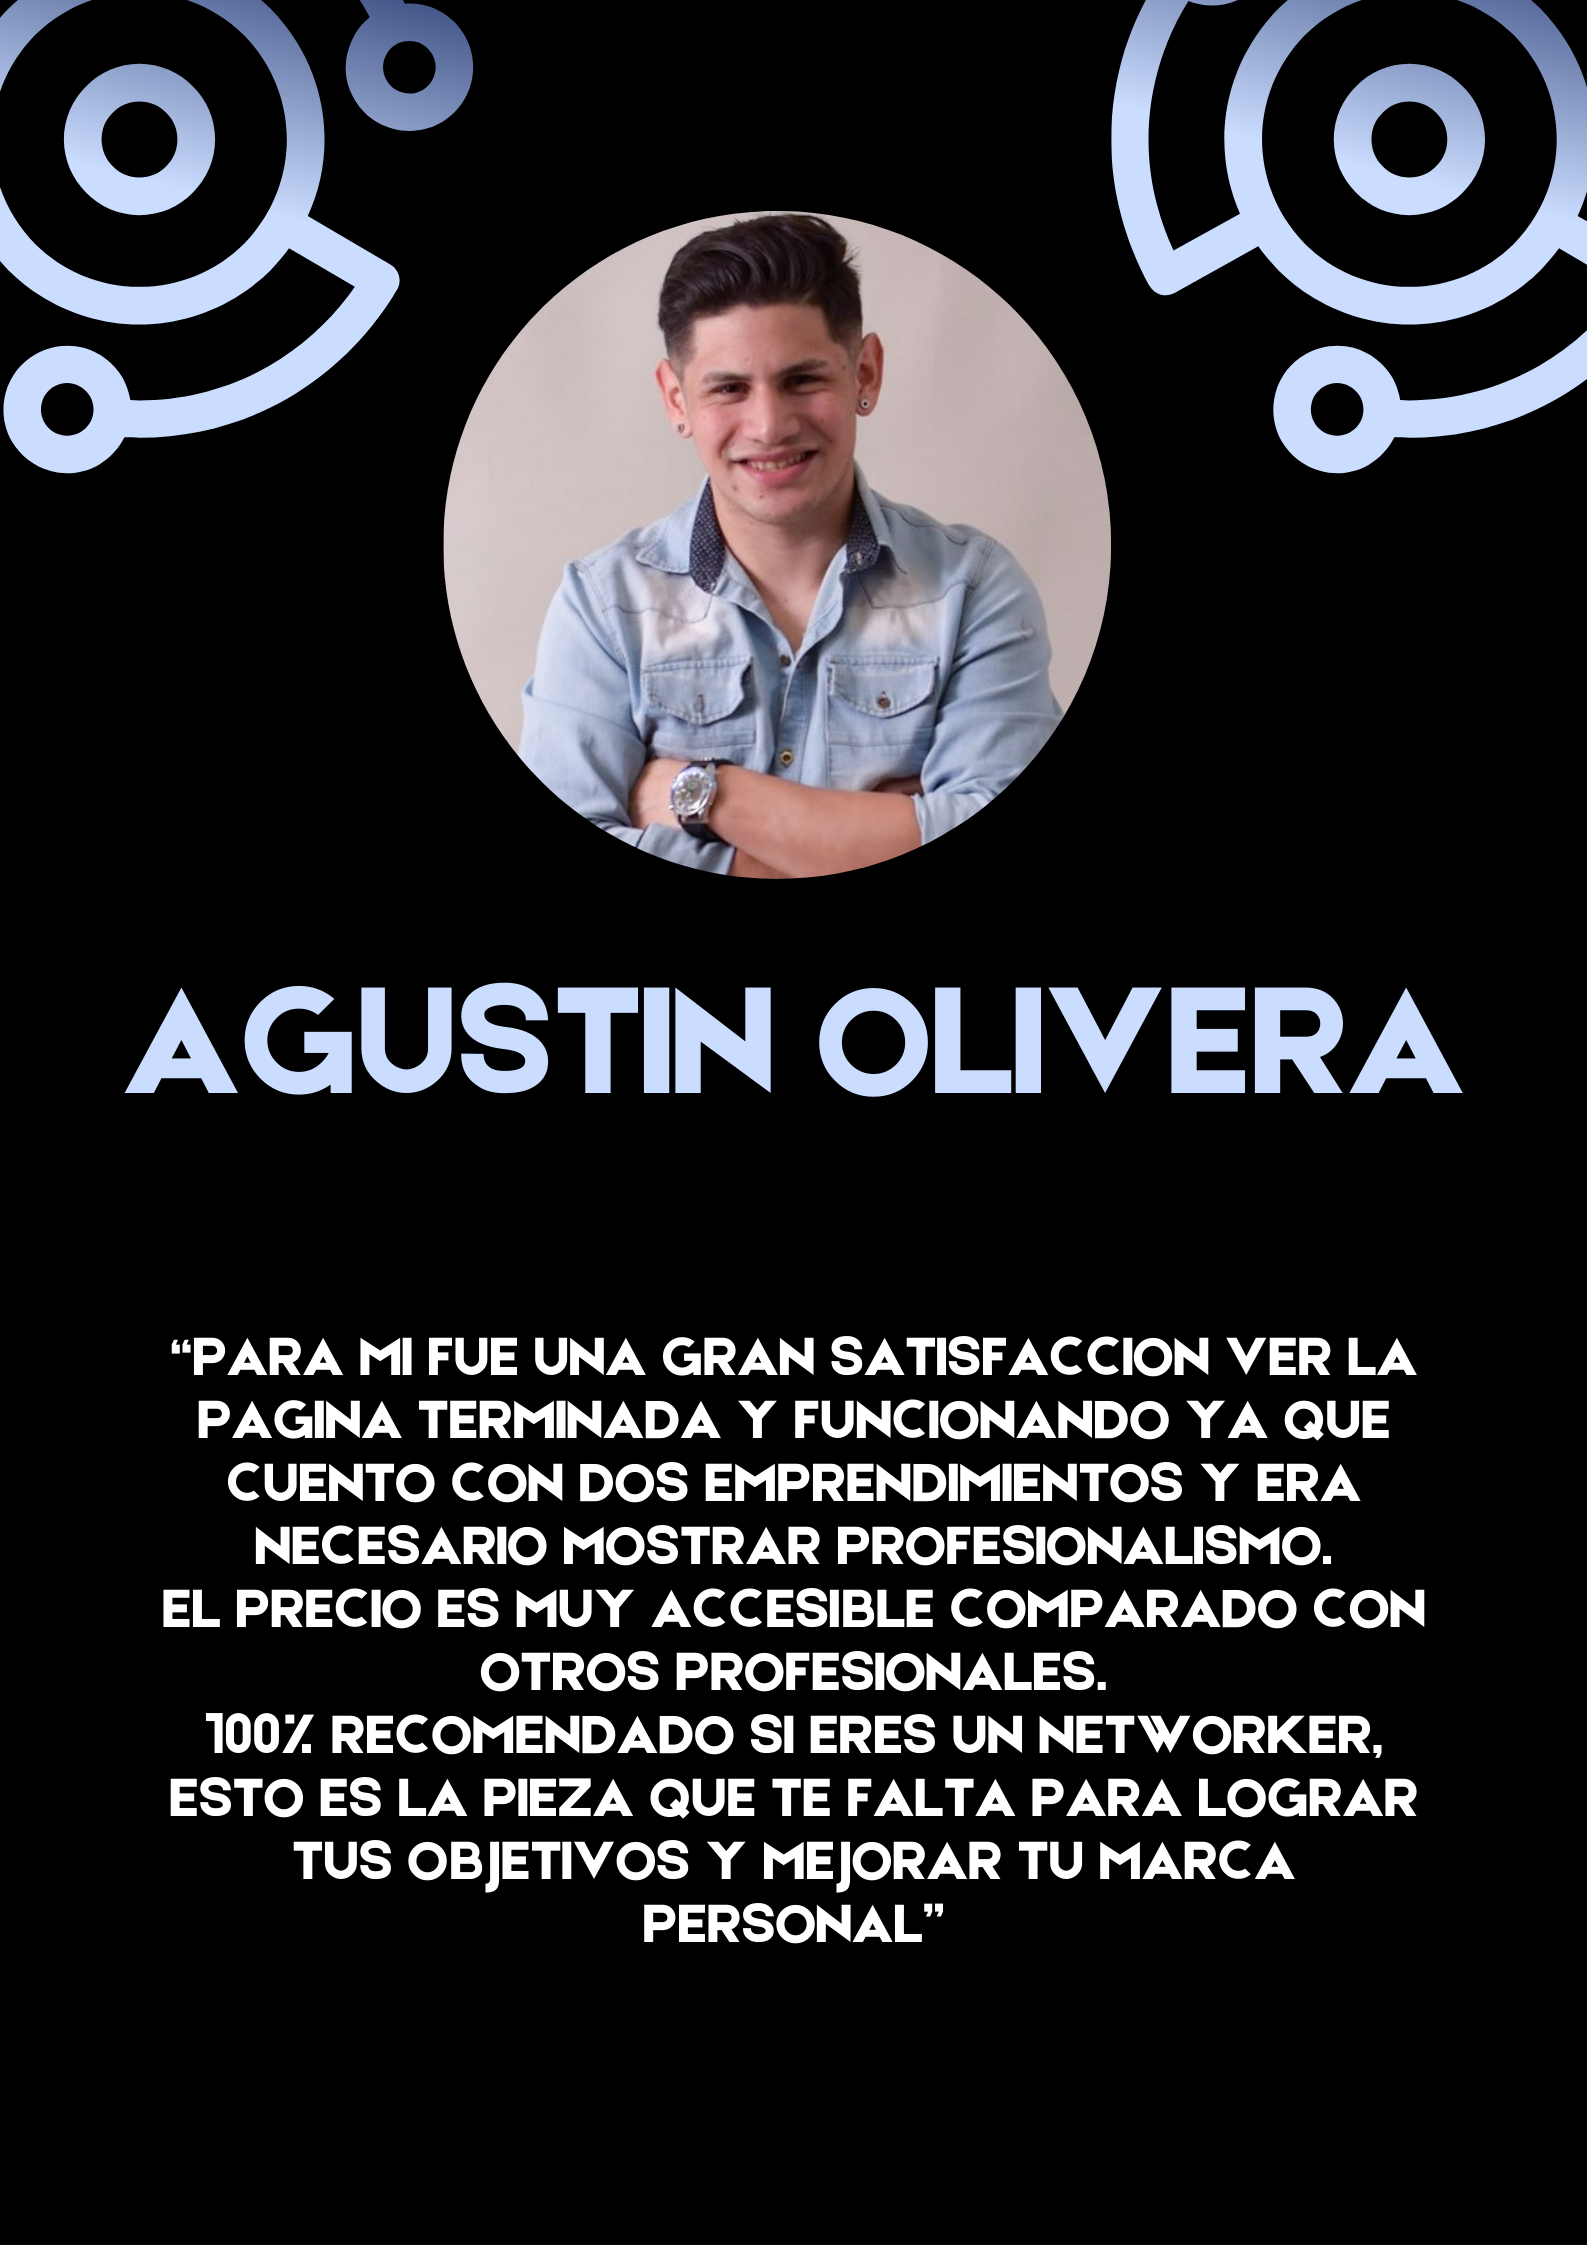 AGUSTIN OLIVERA
“PARA MI FUE UNA GRAN SATISFACCION VER LA
PAGINA TERMINADA Y FUNCIONANDO YA QUE
CUENTO CON DOS EMPRENDIMIENTOS Y ERA
NECESARIO MOSTRAR PROFESIONALISMO.
EL PRECIO ES MUY ACCESIBLE COMPARADO CON
OTROS PROFESIONALES.
100% RECOMENDADO SI ERES UN NETWORKER,
ESTO ES LA PIEZA QUE TE FALTA PARA LOGRAR
TUS OBJETIVOS Y MEJORAR TU MARCA
PERSONAL”